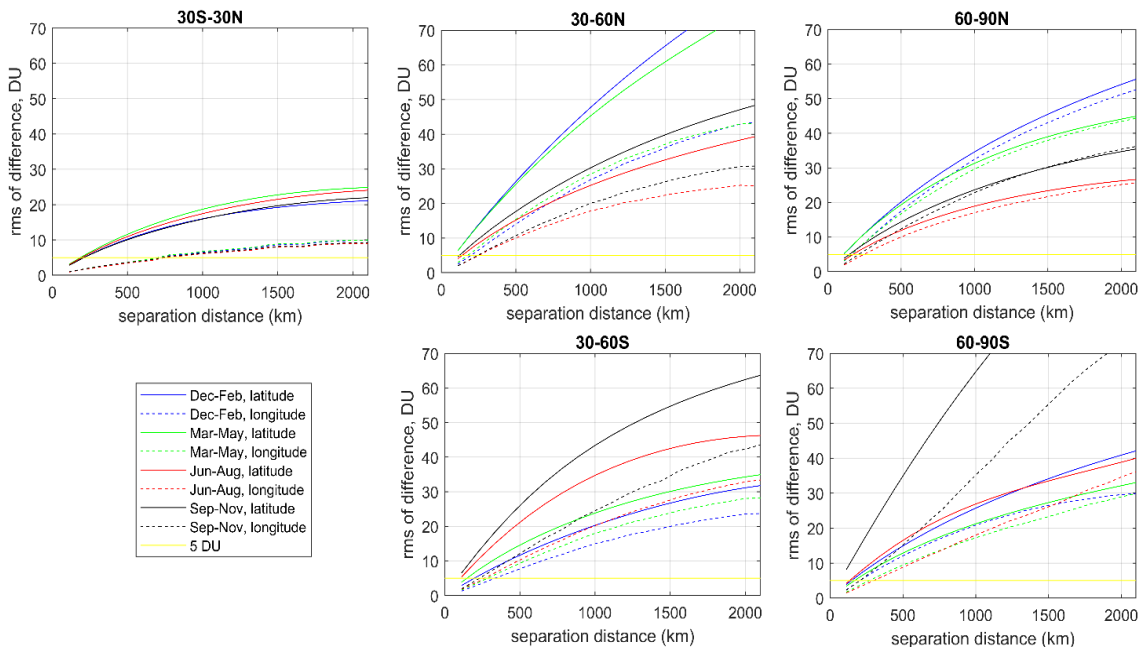 30S-30N
70
60
50
40
30
20
10
0
rms of difference, DU
0 500 1000 1500 2000
separation distance (km)
30-60N
70
60
50
40
30
20
10
0
rms of difference, DU
0 500 1000 1500 2000
separation distance (km)
60-90N
70
60
50
40
30
20
10
0
rms of difference, DU
0 500 1000 1500 2000
separation distance (km)
Dec-Feb, latitude
Dec-Feb, longitude
Mar-May, latitude
Mar-May, longitude
Jun-Aug, latitude
Jun-Aug, longitude
Sep-Nov, latitude
Sep-Nov, longitude
5 DU
30-60S
70
60
50
40
30
20
10
0
rms of difference, DU
0 500 1000 1500 2000
separation distance (km)
60-90S
70
60
50
40
30
20
10
0
rms of difference, DU
0 500 1000 1500 2000
separation distance (km)